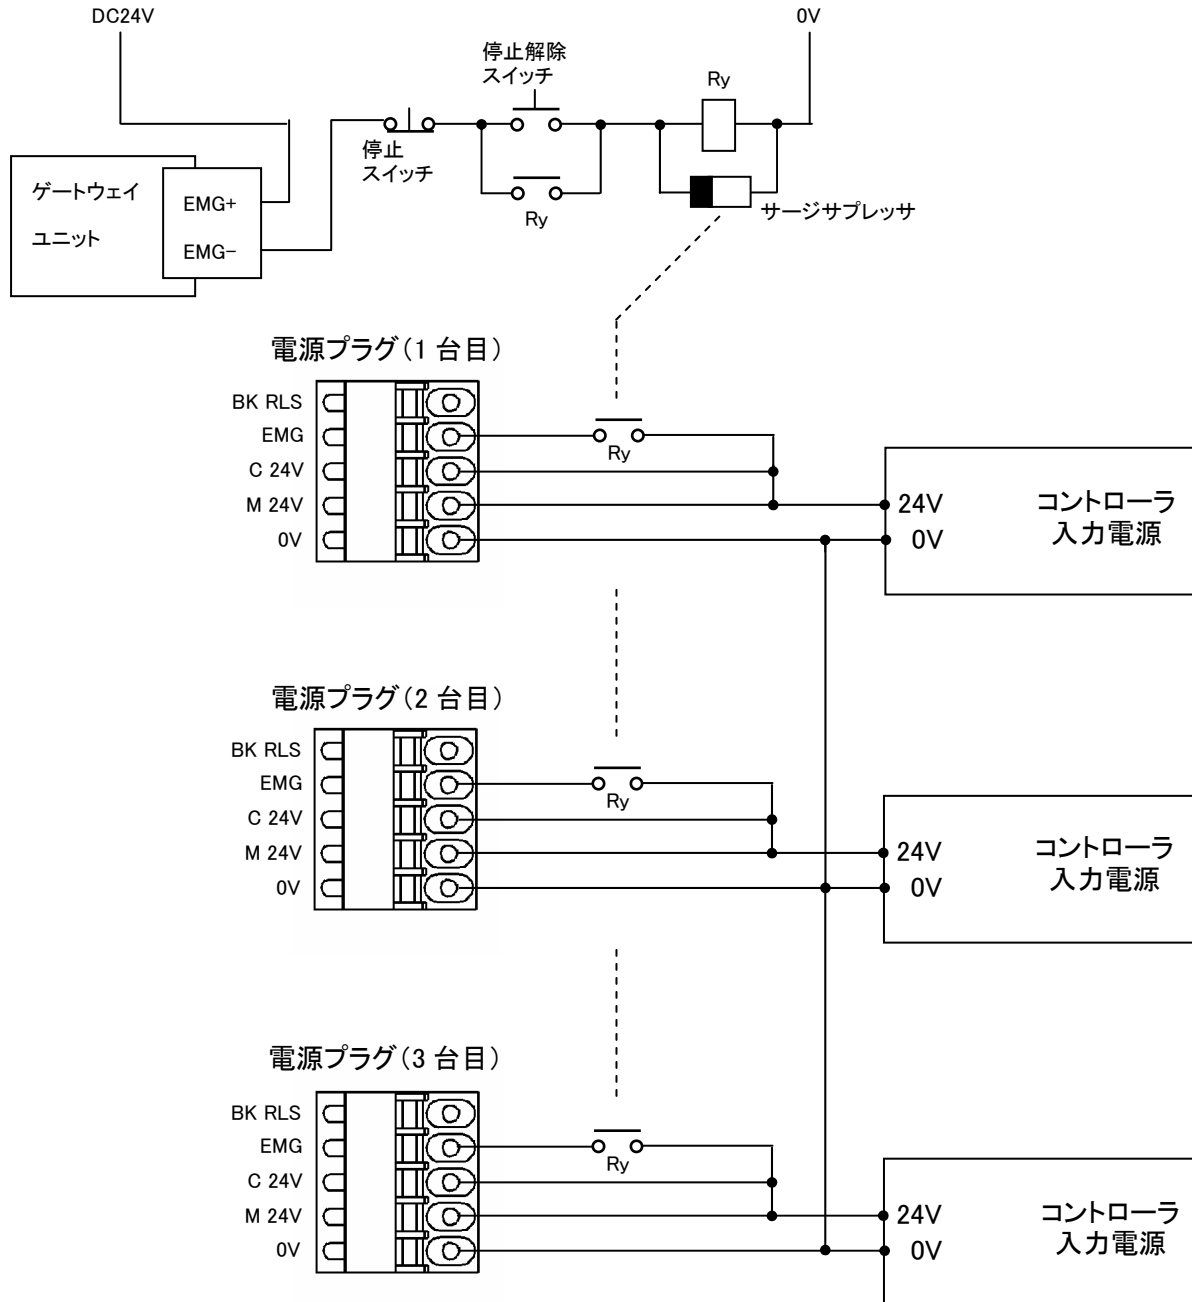 DC24V
0V
停止解除
スイッチ
Ry
停止
スイッチ
Ry
サージサプレッサ
ゲートウェイ
ユニット
EMG+
EMG−
電源プラグ(1 台目)
BK RLS
EMG
C 24V
M 24V
0V
Ry
24V
0V
コントローラ
入力電源
電源プラグ(2 台目)
BK RLS
EMG
C 24V
M 24V
0V
Ry
24V
0V
コントローラ
入力電源
電源プラグ(3 台目)
BK RLS
EMG
C 24V
M 24V
0V
Ry
24V
0V
コントローラ
入力電源